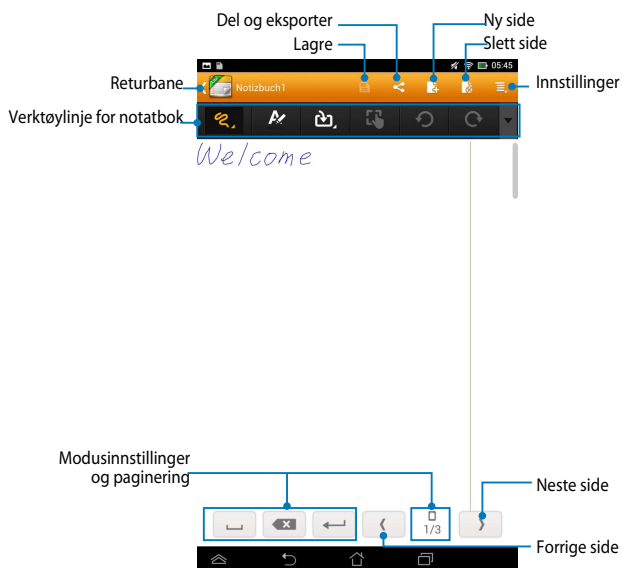 Del og eksporter
Ny side
Lagre
Slett side
05:45
Returbane
Notizbuch1
Innstillinger
Verktøylinje for notatbok
A
Welcome
Modusinnstillinger
og paginering
Neste side
1/3
Forrige side